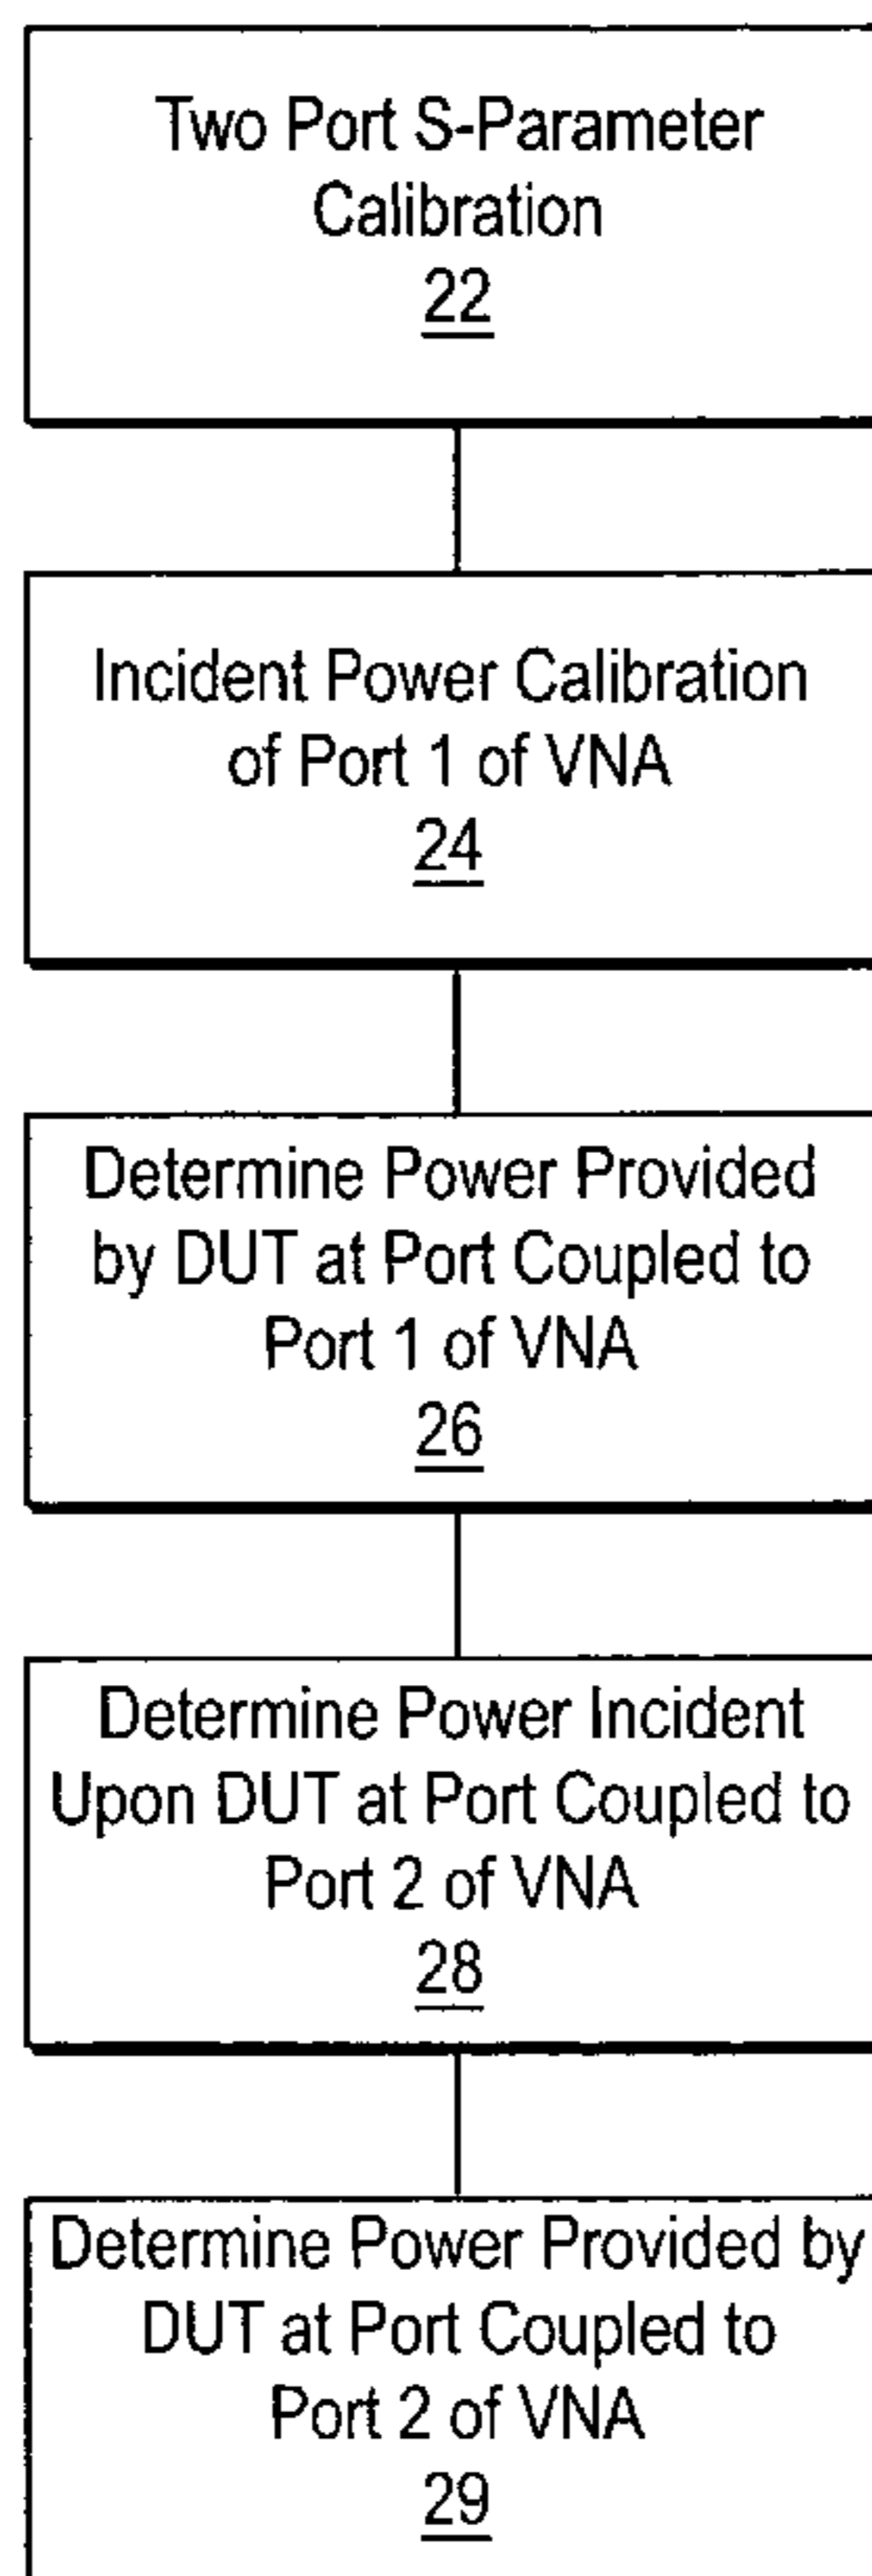 Two Port S-Parameter
Calibration
22
Incident Power Calibration
of Port 1 of VNA
24
Determine Power Provided
by DUT at Port Coupled to
Port 1 of VNA
26
Determine Power Incident
Upon DUT at Port Coupled to
Port 2 of VNA
28
Determine Power Provided by
DUT at Port Coupled to
Port 2 of VNA
29